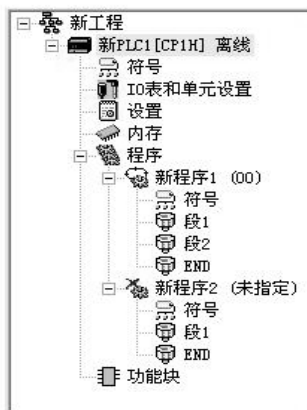 新工程
新PLC1[CP1H] 离线
符号
IO表和单元设置
设置
内存
程序
新程序1 (00)
符号
段1
段2
END
新程序2 (未指定)
符号
段1
END
功能块